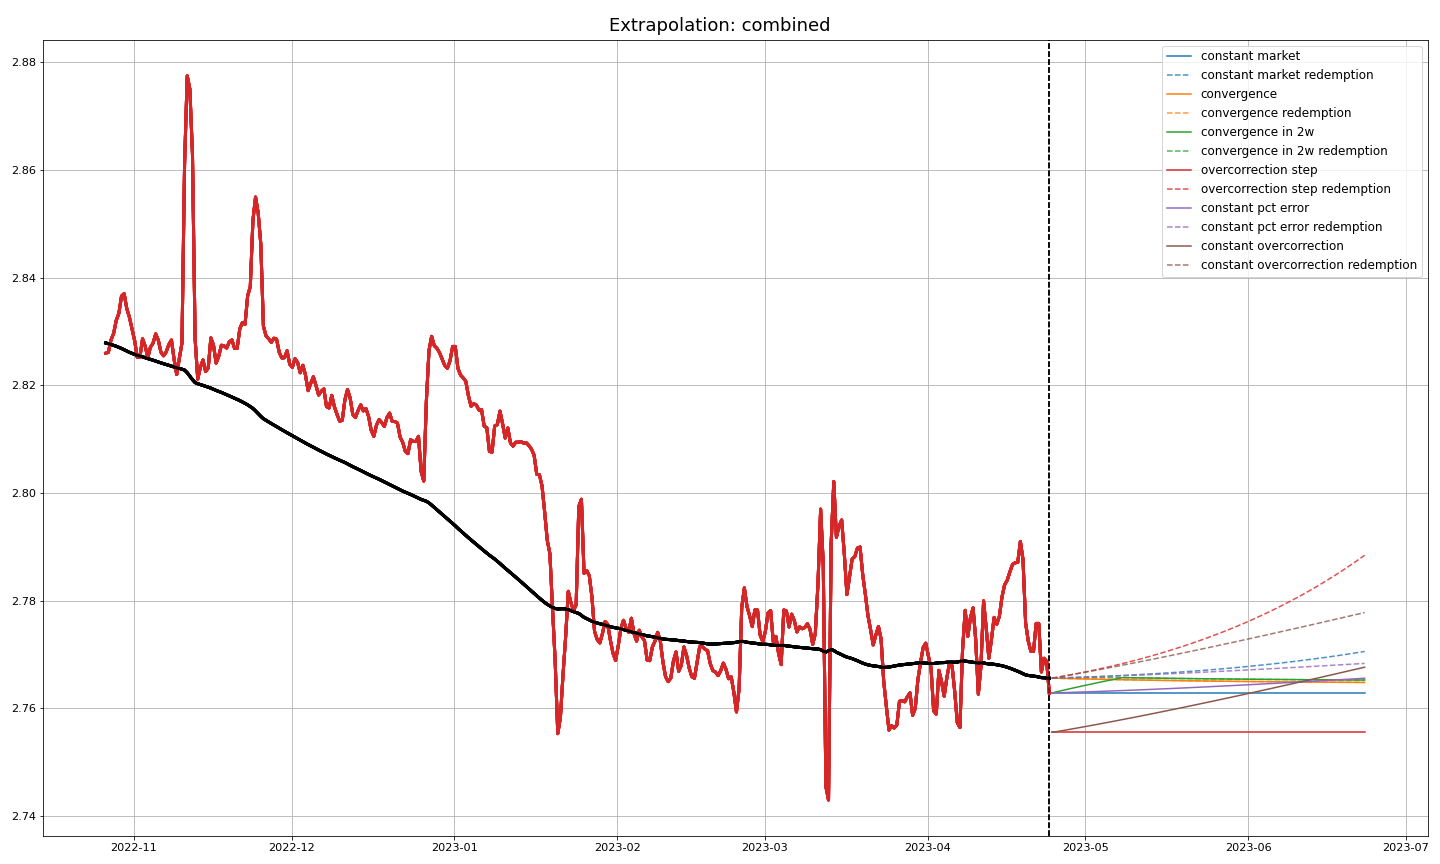 Extrapolation: combined
2.88
2.86
2.84
2.82
2.80
2.78
2.76
2.74
constant market
constant market redemption
convergence
convergence redemption
convergence in 2w
convergence in 2w redemption
overcorrection step
overcorrection step redemption
constant pct error
constant pct error redemption
constant overcorrection
constant overcorrection redemption
2022-11 2022-12 2023-01 2023-02 2023-03 2023-04 2023-05 2023-06 2023-07